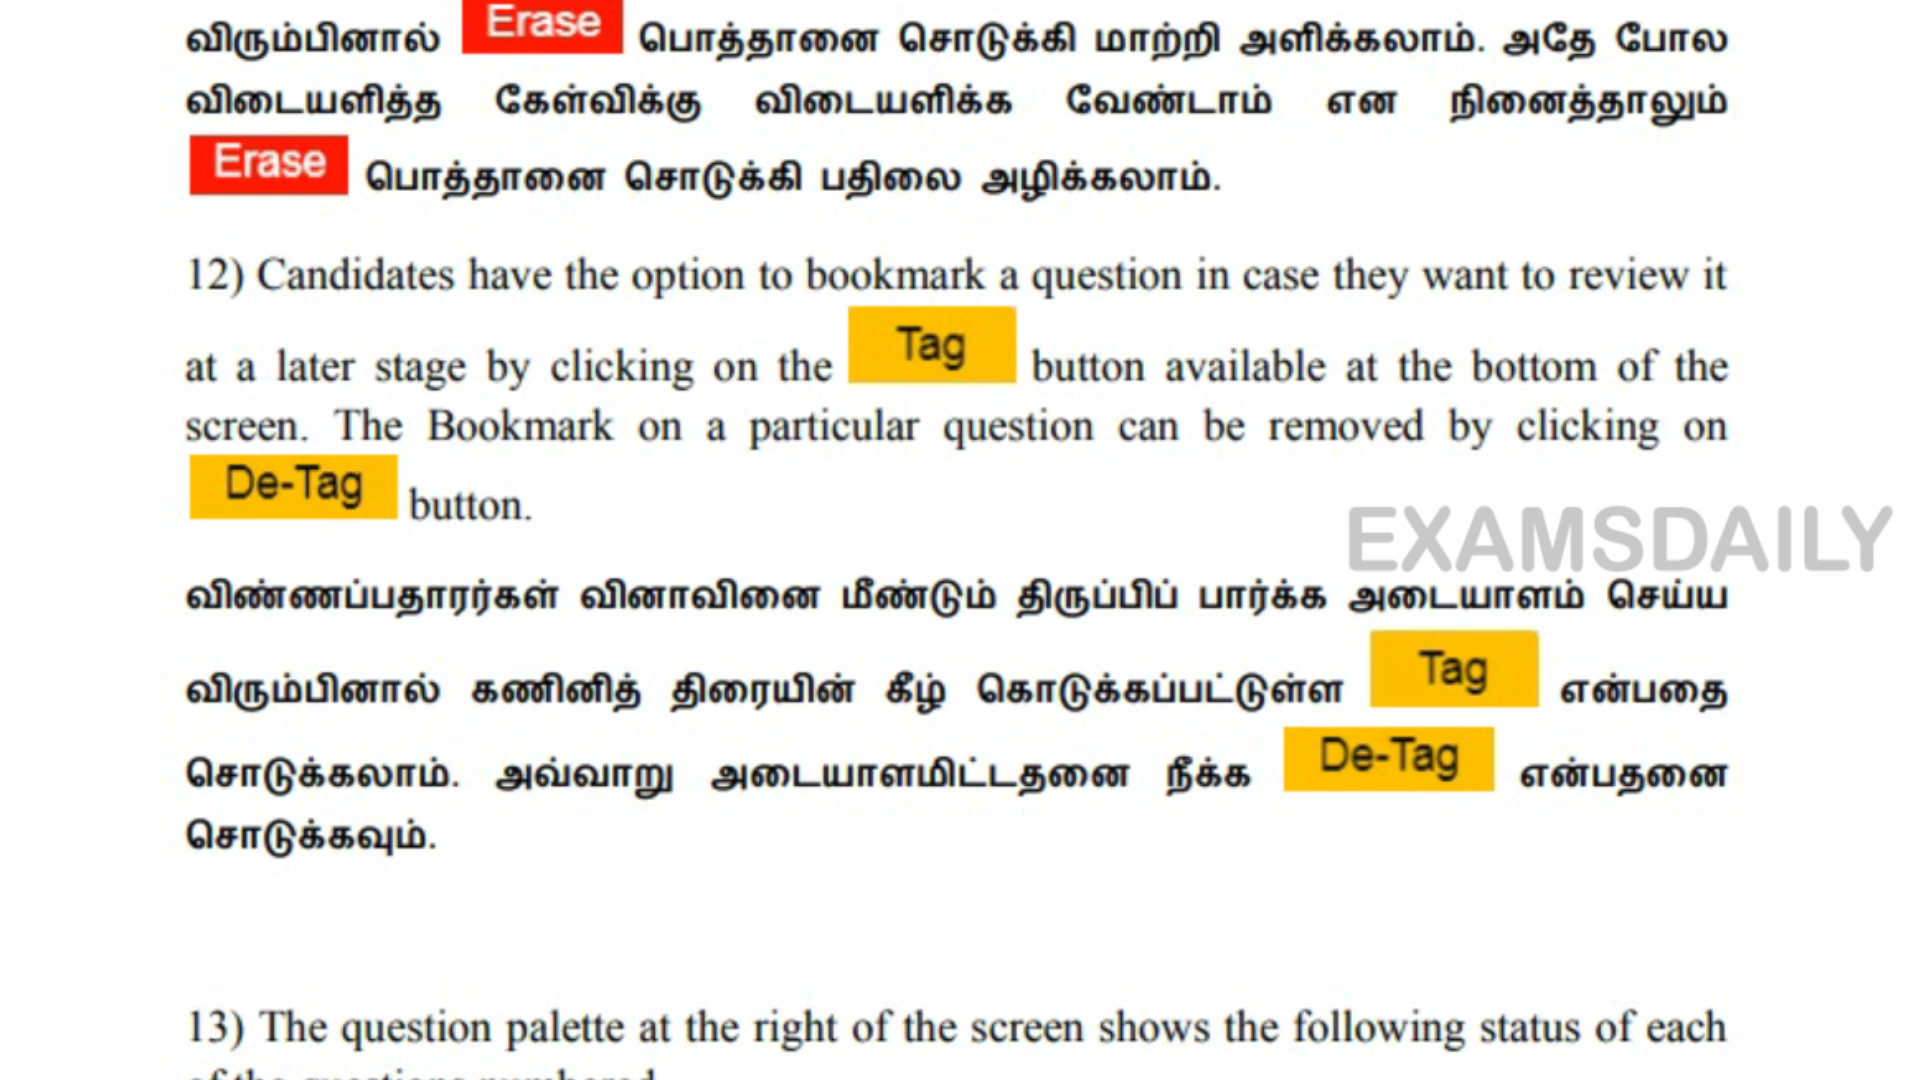 விரும்பினால் Erase பொத்தானை சொடுக்கி மாற்றி அளிக்கலாம். அதே போல
விடையளித்த கேள்விக்கு விடையளிக்க வேண்டாம் என நினைத்தாலும்
Erase பொத்தானை சொடுக்கி பதிலை அழிக்கலாம்.
12) Candidates have the option to bookmark a question in case they want to review it
at a later stage by clicking on the Tag button available at the bottom of the
screen. The Bookmark on a particular question can be removed by clicking on
De-Tag button.
EXAMSDAILY
விண்ணப்பதாரர்கள் வினாவினை மீண்டும் திருப்பிப் பார்க்க அடையாளம் செய்ய
விரும்பினால் கணினித் திரையின் கீழ் கொடுக்கப்பட்டுள்ள Tag என்பதை
சொடுக்கலாம். அவ்வாறு அடையாளமிட்டதனை நீக்க De-Tag என்பதனை
சொடுக்கவும்.
13) The question palette at the right of the screen shows the following status of each
of the questions numbered